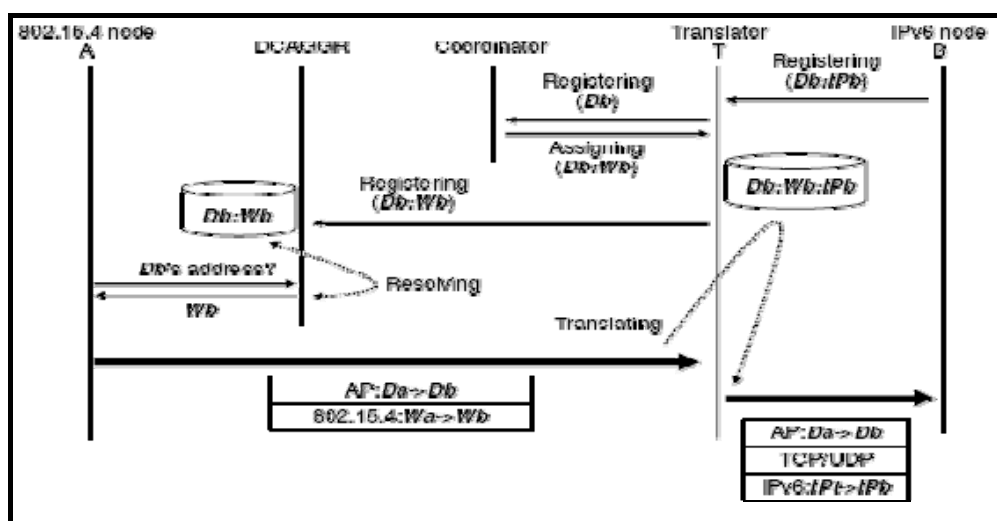 802.15.4 node
A
Coordinator
Translator
T
IPv6 node
B
Registering
(Db:IPb)
Registering
(Db)
Assigning
(Db:Wb)
Registering
(Db:Wb)
Db:Wb
Db:Wb:IPb
Db's address?
Wb
Resolving
Translating
AP:Da->Db
802.15.4:Wa->Wb
AP:Da->Db
TCP/UDP
IPv6:IPt->IPb